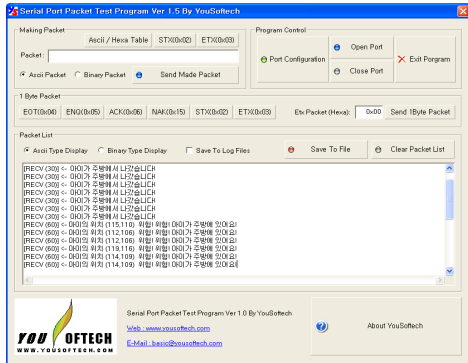 Serial Port Packet Test Program Ver 1.5 By YouSoftech
Making Packet
Ascii / Hexa Table
STX(0x02)
ETX(0x03)
Packet :
Ascii Packet
Binary Packet
Send Made Packet
Program Control
Port Configuration
Open Port
Close Port
Exit Porgram
1 Byte Packet
EOT(0x04)
ENQ(0x05)
ACK(0x06)
NAK(0x15)
STX(0x02)
ETX(0x03)
Etx Packet (Hexa):
0x00
Send 1Byte Packet
Packet List
Ascii Type Display
Binary Type Display
Save To Log Files
Save To File
Clear Packet List
[RECV (30)] <- 아이가 주방에서 나갔습니다!
[RECV (30)] <- 아이가 주방에서 나갔습니다!
[RECV (30)] <- 아이가 주방에서 나갔습니다!
[RECV (30)] <- 아이가 주방에서 나갔습니다!
[RECV (30)] <- 아이가 주방에서 나갔습니다!
[RECV (30)] <- 아이가 주방에서 나갔습니다!
[RECV (30)] <- 아이가 주방에서 나갔습니다!
[RECV (60)] <- 아이의 위치 (115,110) 위험! 위험! 아이가 주방에 있어요!
[RECV (60)] <- 아이의 위치 (112,106) 위험! 위험! 아이가 주방에 있어요!
[RECV (60)] <- 아이의 위치 (112,106) 위험! 위험! 아이가 주방에 있어요!
[RECV (60)] <- 아이의 위치 (119,116) 위험! 위험! 아이가 주방에 있어요!
[RECV (60)] <- 아이의 위치 (114,109) 위험! 위험! 아이가 주방에 있어요!
[RECV (60)] <- 아이의 위치 (114,109) 위험! 위험! 아이가 주방에 있어요!
YOU SOFTECH
WWW.YOUSOFTECH.COM
Serial Port Packet Test Program Ver 1.0 By YouSoftech
Web : www.yousoftech.com
E-Mail : basic@yousoftech.com
About YouSoftech